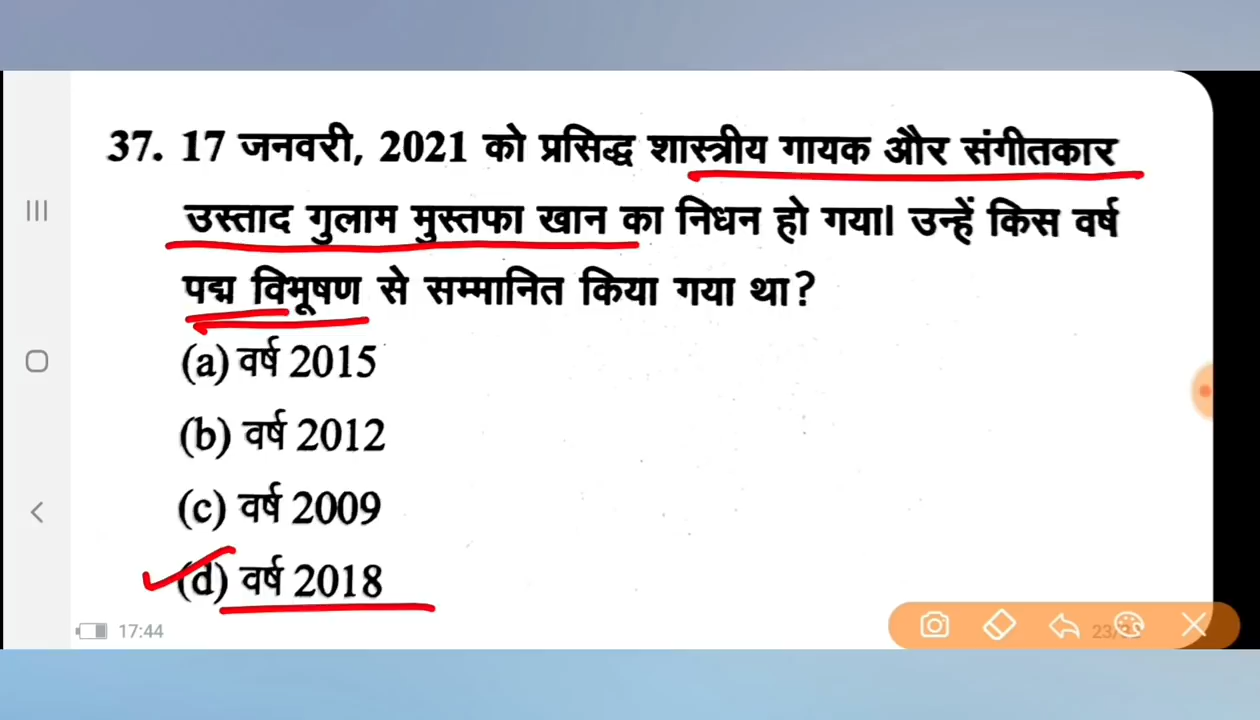 37. 17 जनवरी, 2021 को प्रसिद्ध शास्त्रीय गायक और संगीतकार
उस्ताद गुलाम मुस्तफा खान का निधन हो गया। उन्हें किस वर्ष
पद्म विभूषण से सम्मानित किया गया था?
(a) वर्ष 2015
(b) वर्ष 2012
(c) वर्ष 2009
(d) वर्ष 2018
17:44